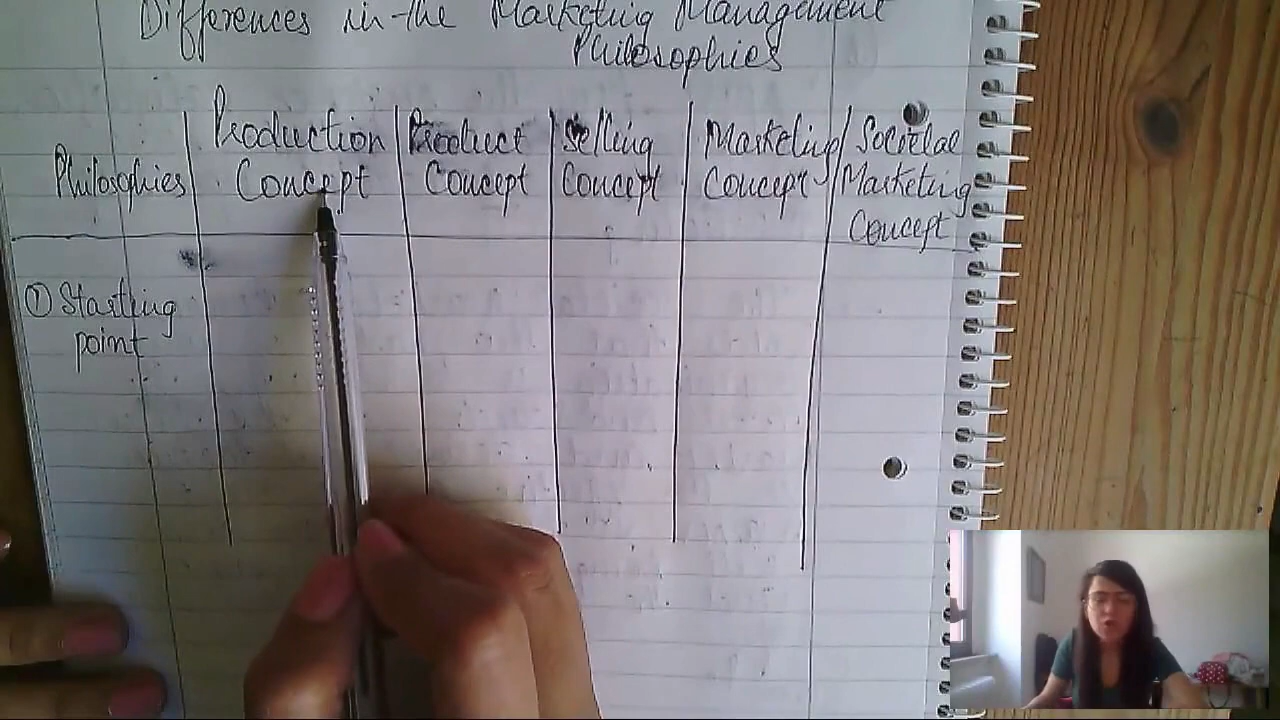 Differences in the Marketing Management
Philosophies
Philosophies
Production
Concept
Product
Concept
Selling
Concept
Marketing
Concept
Societal
Marketing
Concept
① Starting
point